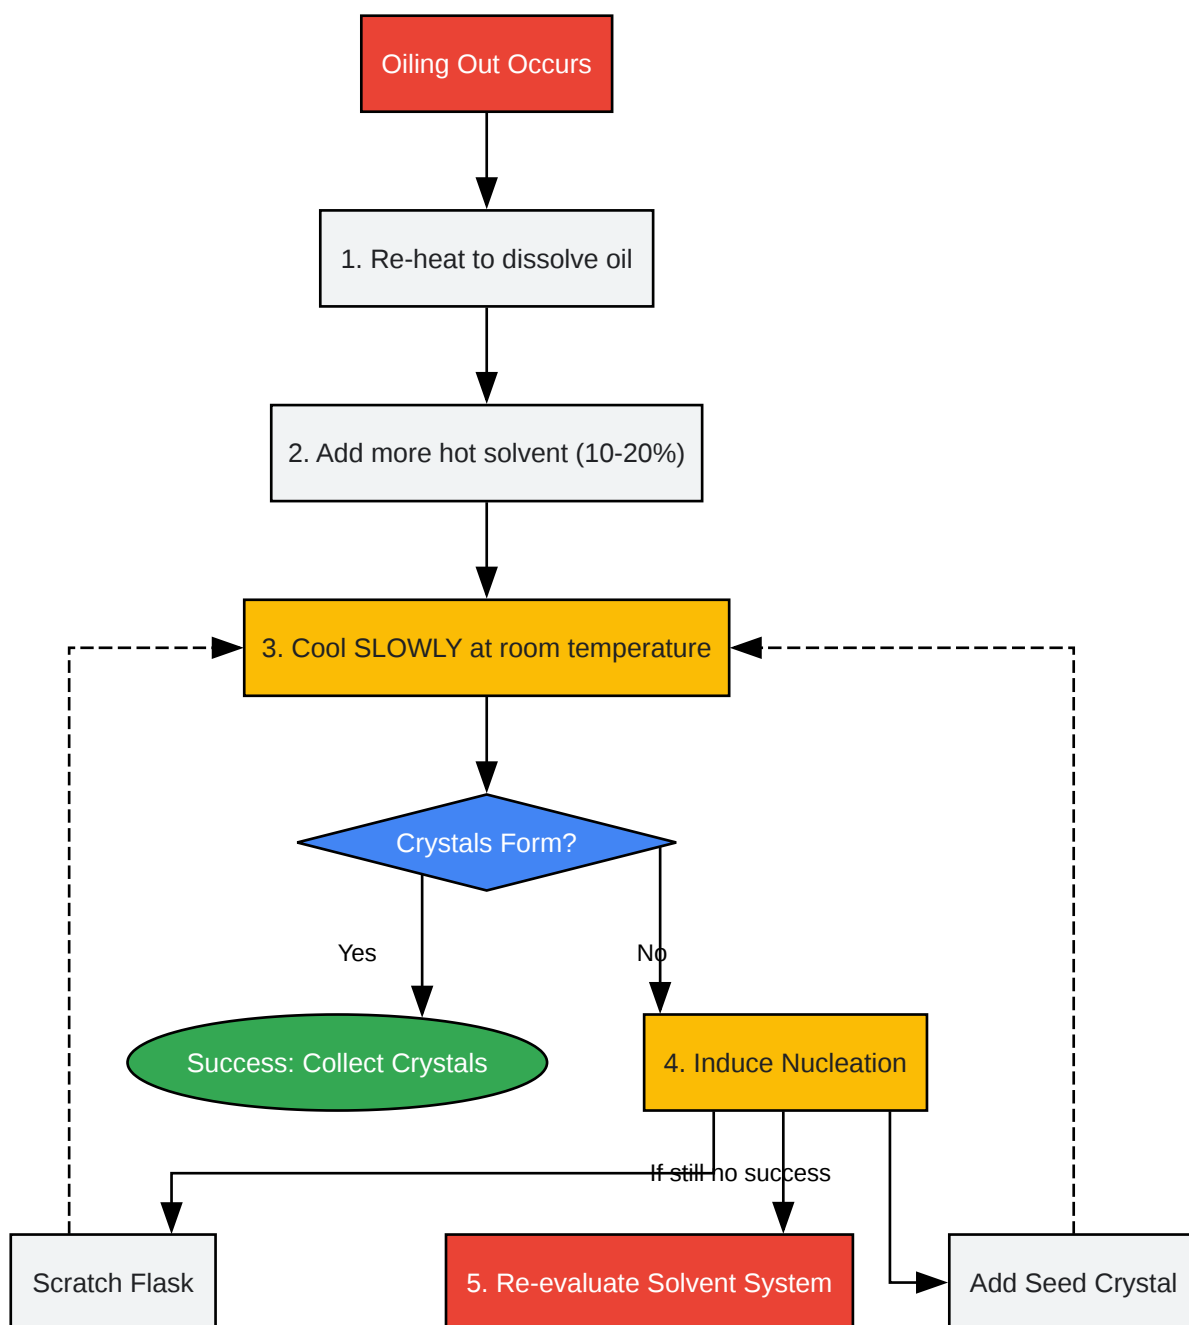 Oiling Out Occurs
1. Re-heat to dissolve oil
2. Add more hot solvent (10-20%)
3. Cool SLOWLY at room temperature
Crystals Form?
Yes
No
Success: Collect Crystals
4. Induce Nucleation
If still no success
Scratch Flask
5. Re-evaluate Solvent System
Add Seed Crystal